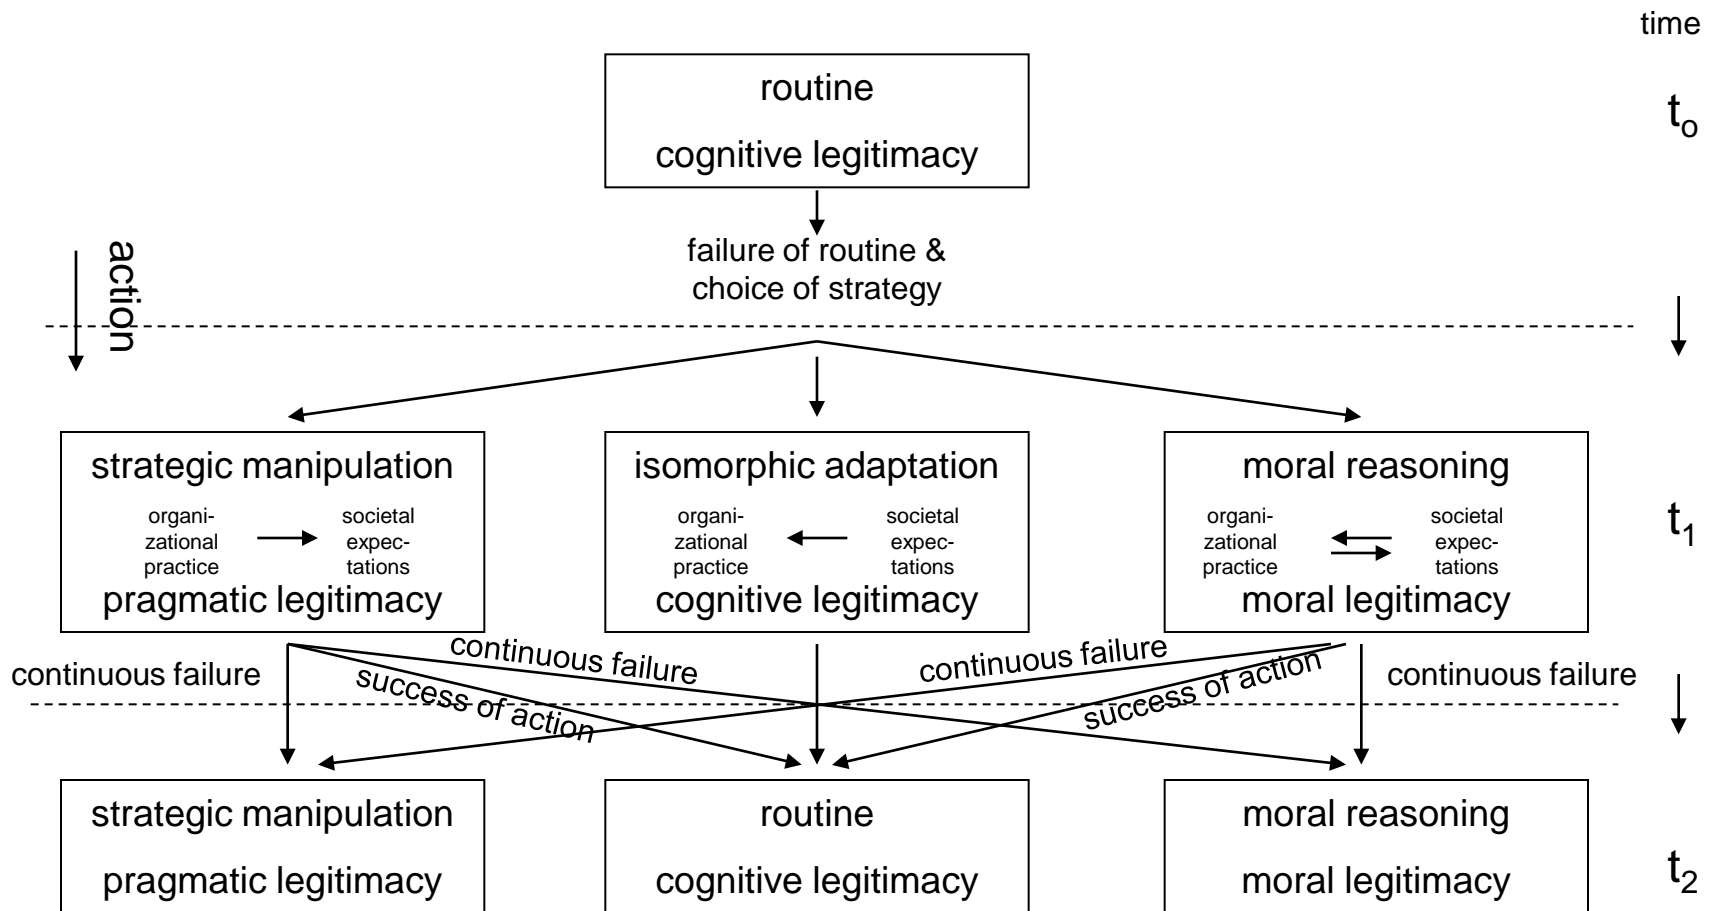 time
routine
cognitive legitimacy
t₀
failure of routine &
choice of strategy
action
strategic manipulation
organi-
zational
practice
societal
expec-
tations
pragmatic legitimacy
isomorphic adaptation
organi-
zational
practice
societal
expec-
tations
cognitive legitimacy
moral reasoning
organi-
zational
practice
societal
expec-
tations
moral legitimacy
t₁
continuous failure
success of action
continuous failure
continuous failure
success of action
continuous failure
strategic manipulation
pragmatic legitimacy
routine
cognitive legitimacy
moral reasoning
moral legitimacy
t₂